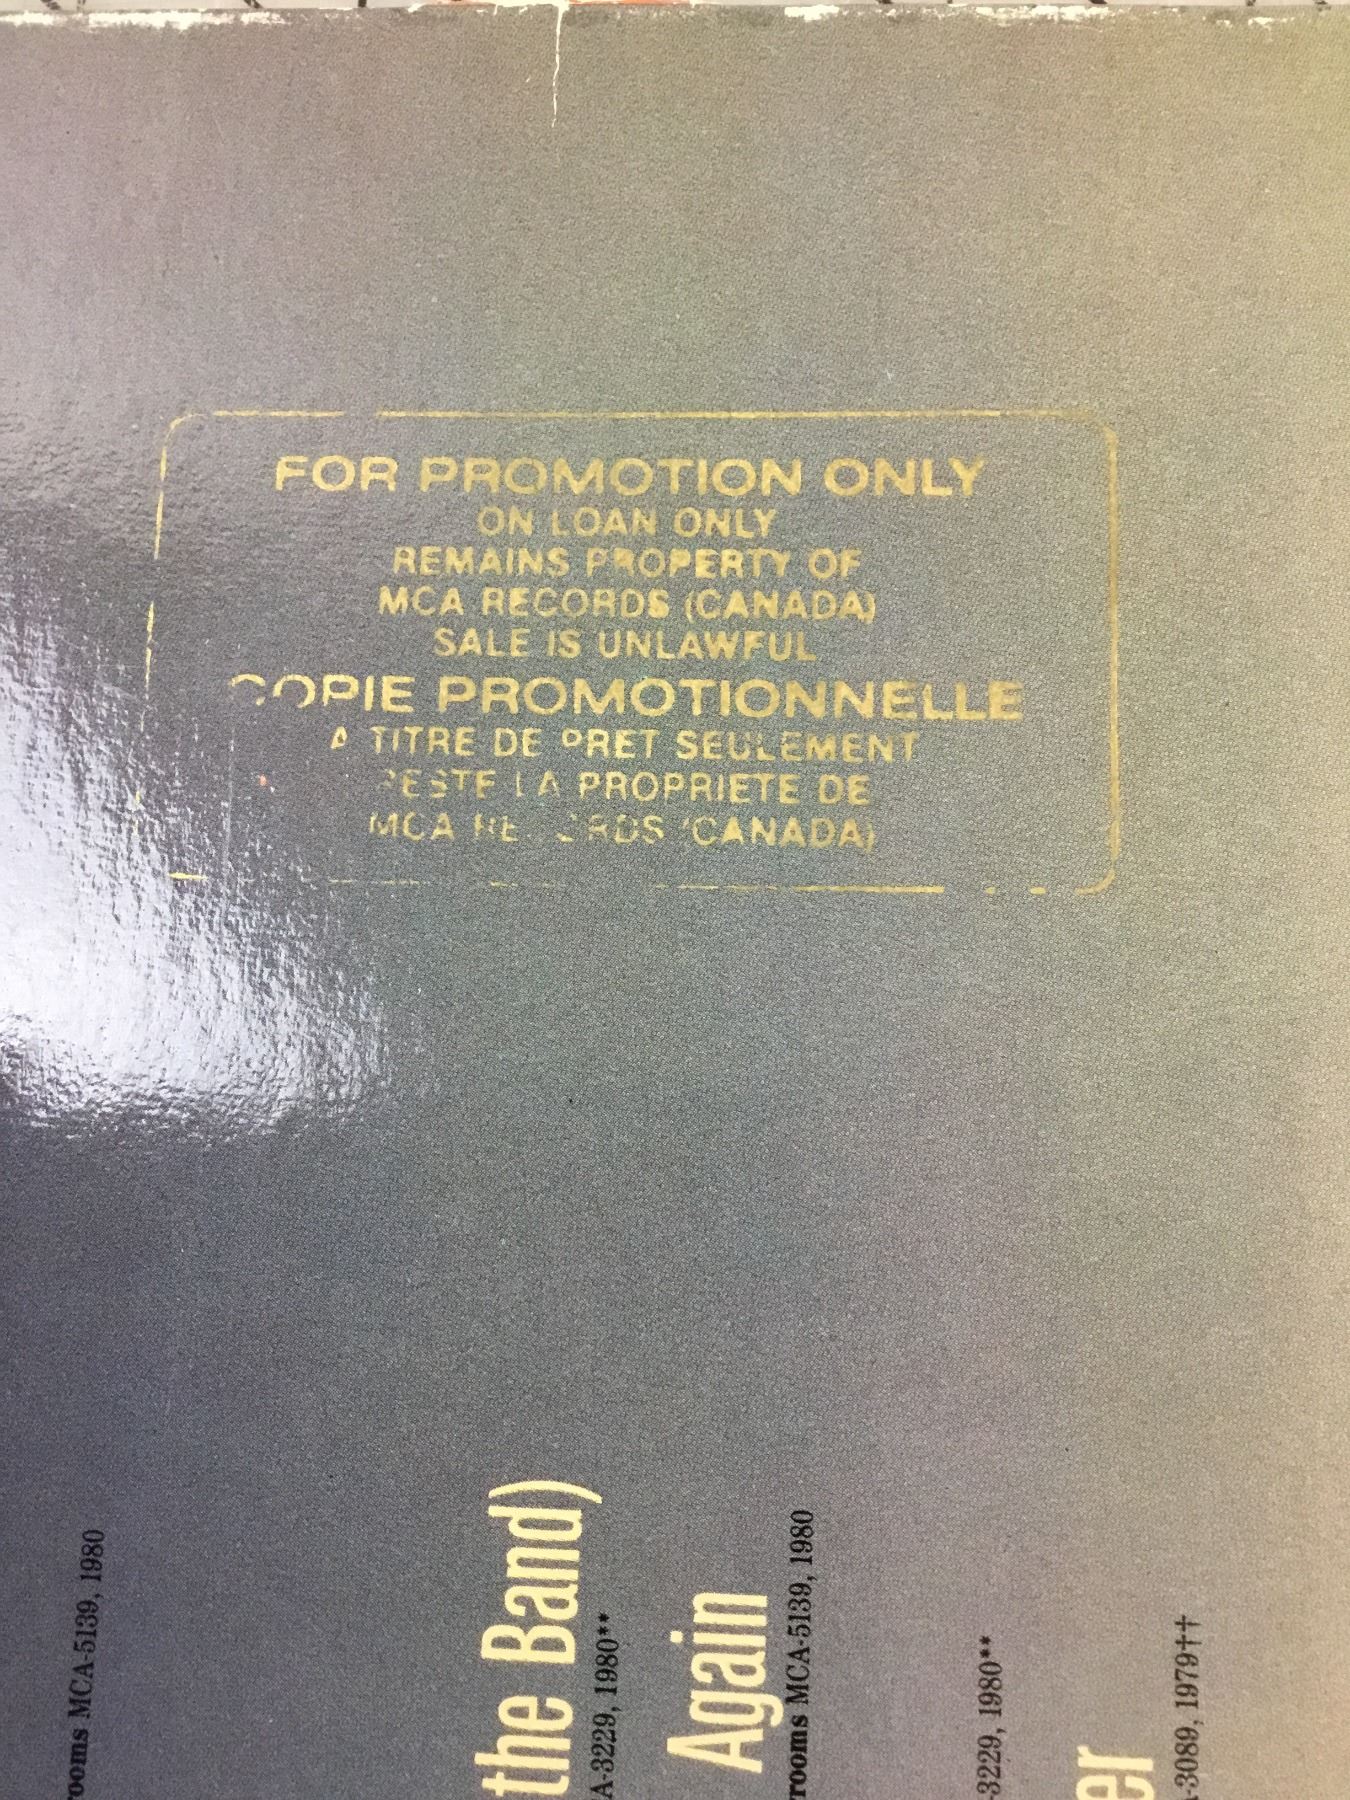 FOR PROMOTION ONLY
ON LOAN ONLY
REMAINS PROPERTY OF
MCA RECORDS (CANADA)
SALE IS UNLAWFUL
COPIE PROMOTIONNELLE
A TITRE DE PRET SEULEMENT
RESTE LA PROPRIETE DE
MCA RECORDS (CANADA)
rooms MCA-5139, 1980
the Band)
A-3229, 1980**
Again
rooms MCA-5139, 1980
-3229, 1980**
er
-3089, 1979††